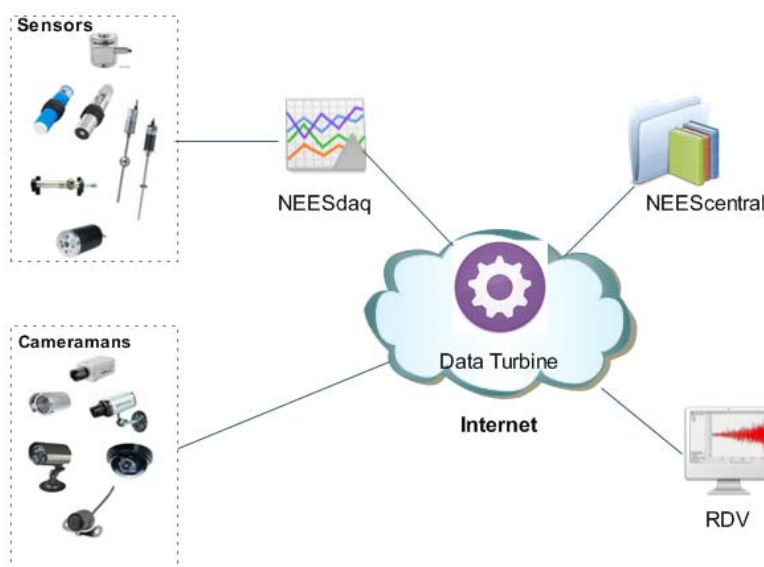 Sensors
NEESdaq
NEEScentral
Data Turbine
Internet
Cameramans
RDV